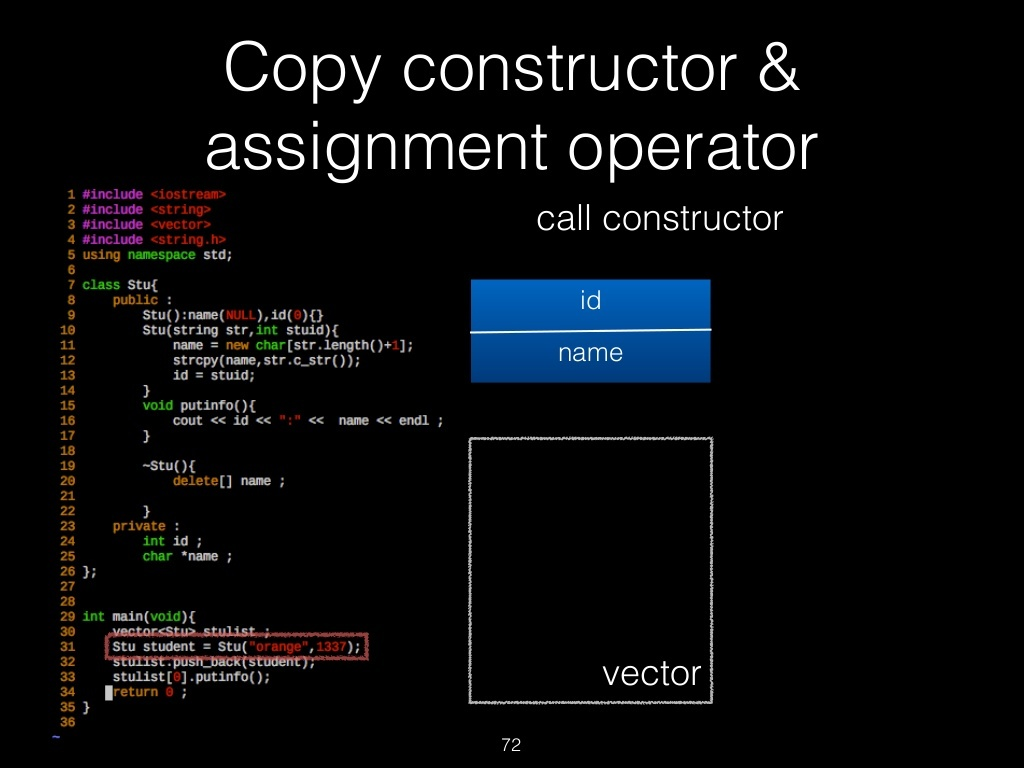 Copy constructor &
assignment operator
call constructor
1 #include <iostream>
2 #include <string>
3 #include <vector>
4 #include <string.h>
5 using namespace std;
6
7 class Stu{
8     public :
9         Stu():name(NULL),id(0){}
10         Stu(string str,int stuid){
11             name = new char[str.length()+1];
12             strcpy(name,str.c_str());
13             id = stuid;
14         }
15         void putinfo(){
16             cout << id << ":" <<  name << endl ;
17         }
18
19         ~Stu(){
20             delete[] name ;
21
22         }
23     private :
24         int id ;
25         char *name ;
26 };
27
28
29 int main(void){
30     vector<Stu> stulist ;
31     Stu student = Stu("orange",1337);
32     stulist.push_back(student);
33     stulist[0].putinfo();
34     return 0 ;
35 }
36
~
id
name
vector
72